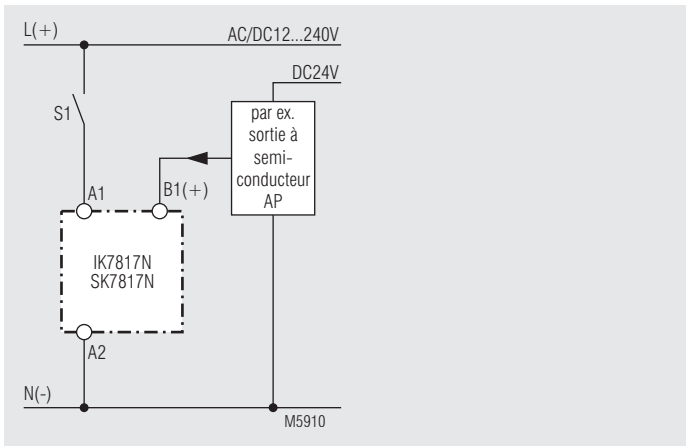 L(+)
AC/DC12...240V
DC24V
S1
par ex.
sortie à
semi-
conducteur
AP
A1
B1(+)
IK7817N
SK7817N
A2
N(-)
M5910